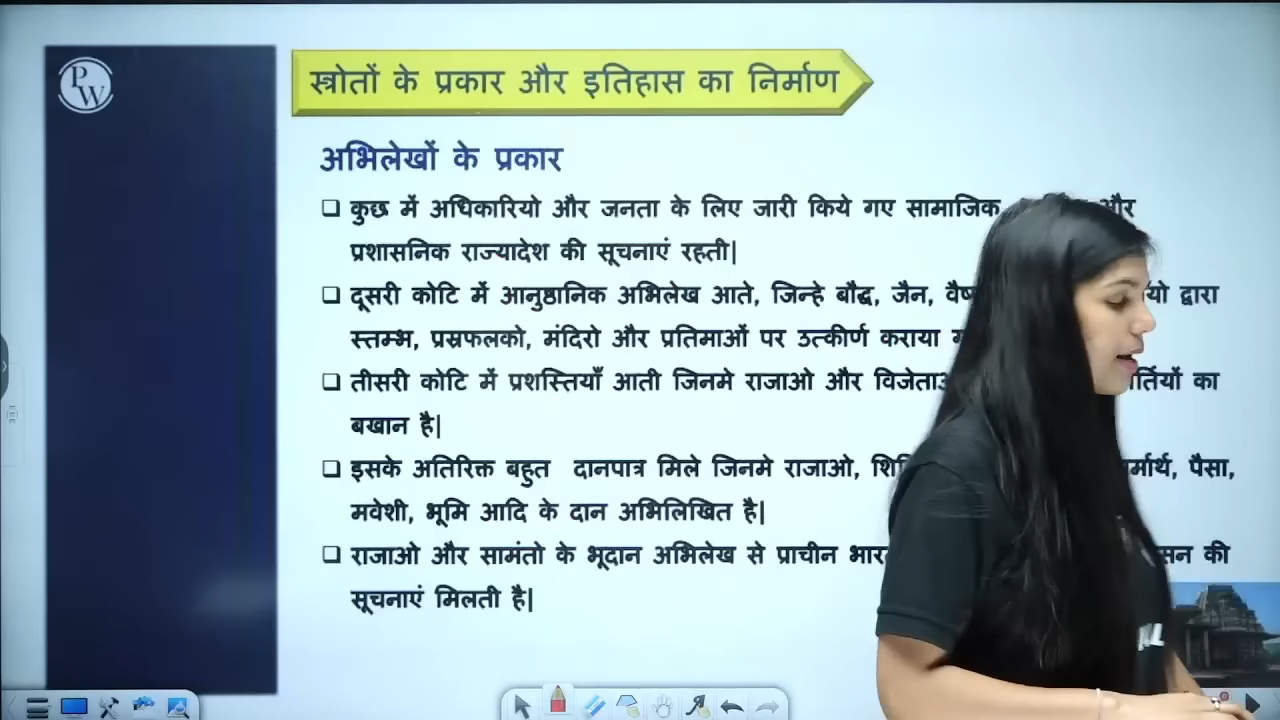 PW
स्त्रोतों के प्रकार और इतिहास का निर्माण
अभिलेखों के प्रकार
कुछ में अधिकारियो और जनता के लिए जारी किये गए सामाजिक और
प्रशासनिक राज्यादेश की सूचनाएं रहती|
दूसरी कोटि में आनुष्ठानिक अभिलेख आते, जिन्हे बौद्ध, जैन, द्वारा
स्तम्भ, प्रस्रफलको, मंदिरो और प्रतिमाओं पर उत्कीर्ण कराया
तीसरी कोटि में प्रशस्तियाँ आती जिनमे राजाओ और का
बखान है|
इसके अतिरिक्त बहुत दानपात्र मिले जिनमे राजाओ, पैसा,
मवेशी, भूमि आदि के दान अभिलिखित है|
राजाओ और सामंतो के भूदान अभिलेख से प्राचीन की
सूचनाएं मिलती है|